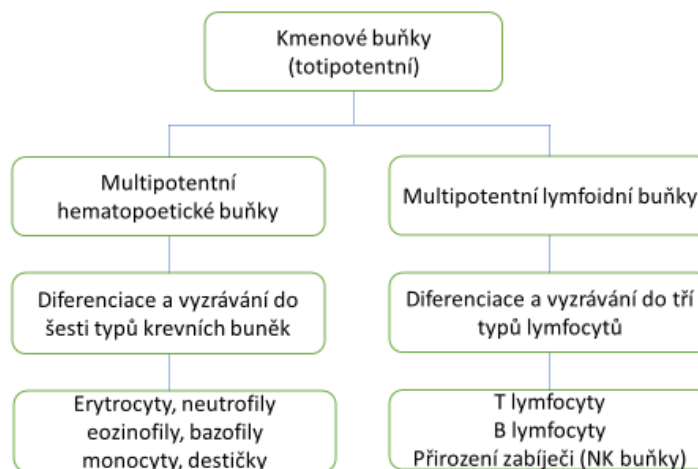 Kmenové buňky
(totipotentní)
Multipotentní
hematopoetické buňky
Multipotentní lymfoidní buňky
Diferenciace a vyzrávání do
šesti typů krevních buněk
Diferenciace a vyzrávání do tří
typů lymfocytů
Erytrocyty, neutrofily
eozinofily, bazofily
monocyty, destičky
T lymfocyty
B lymfocyty
Přirození zabíječi (NK buňky)